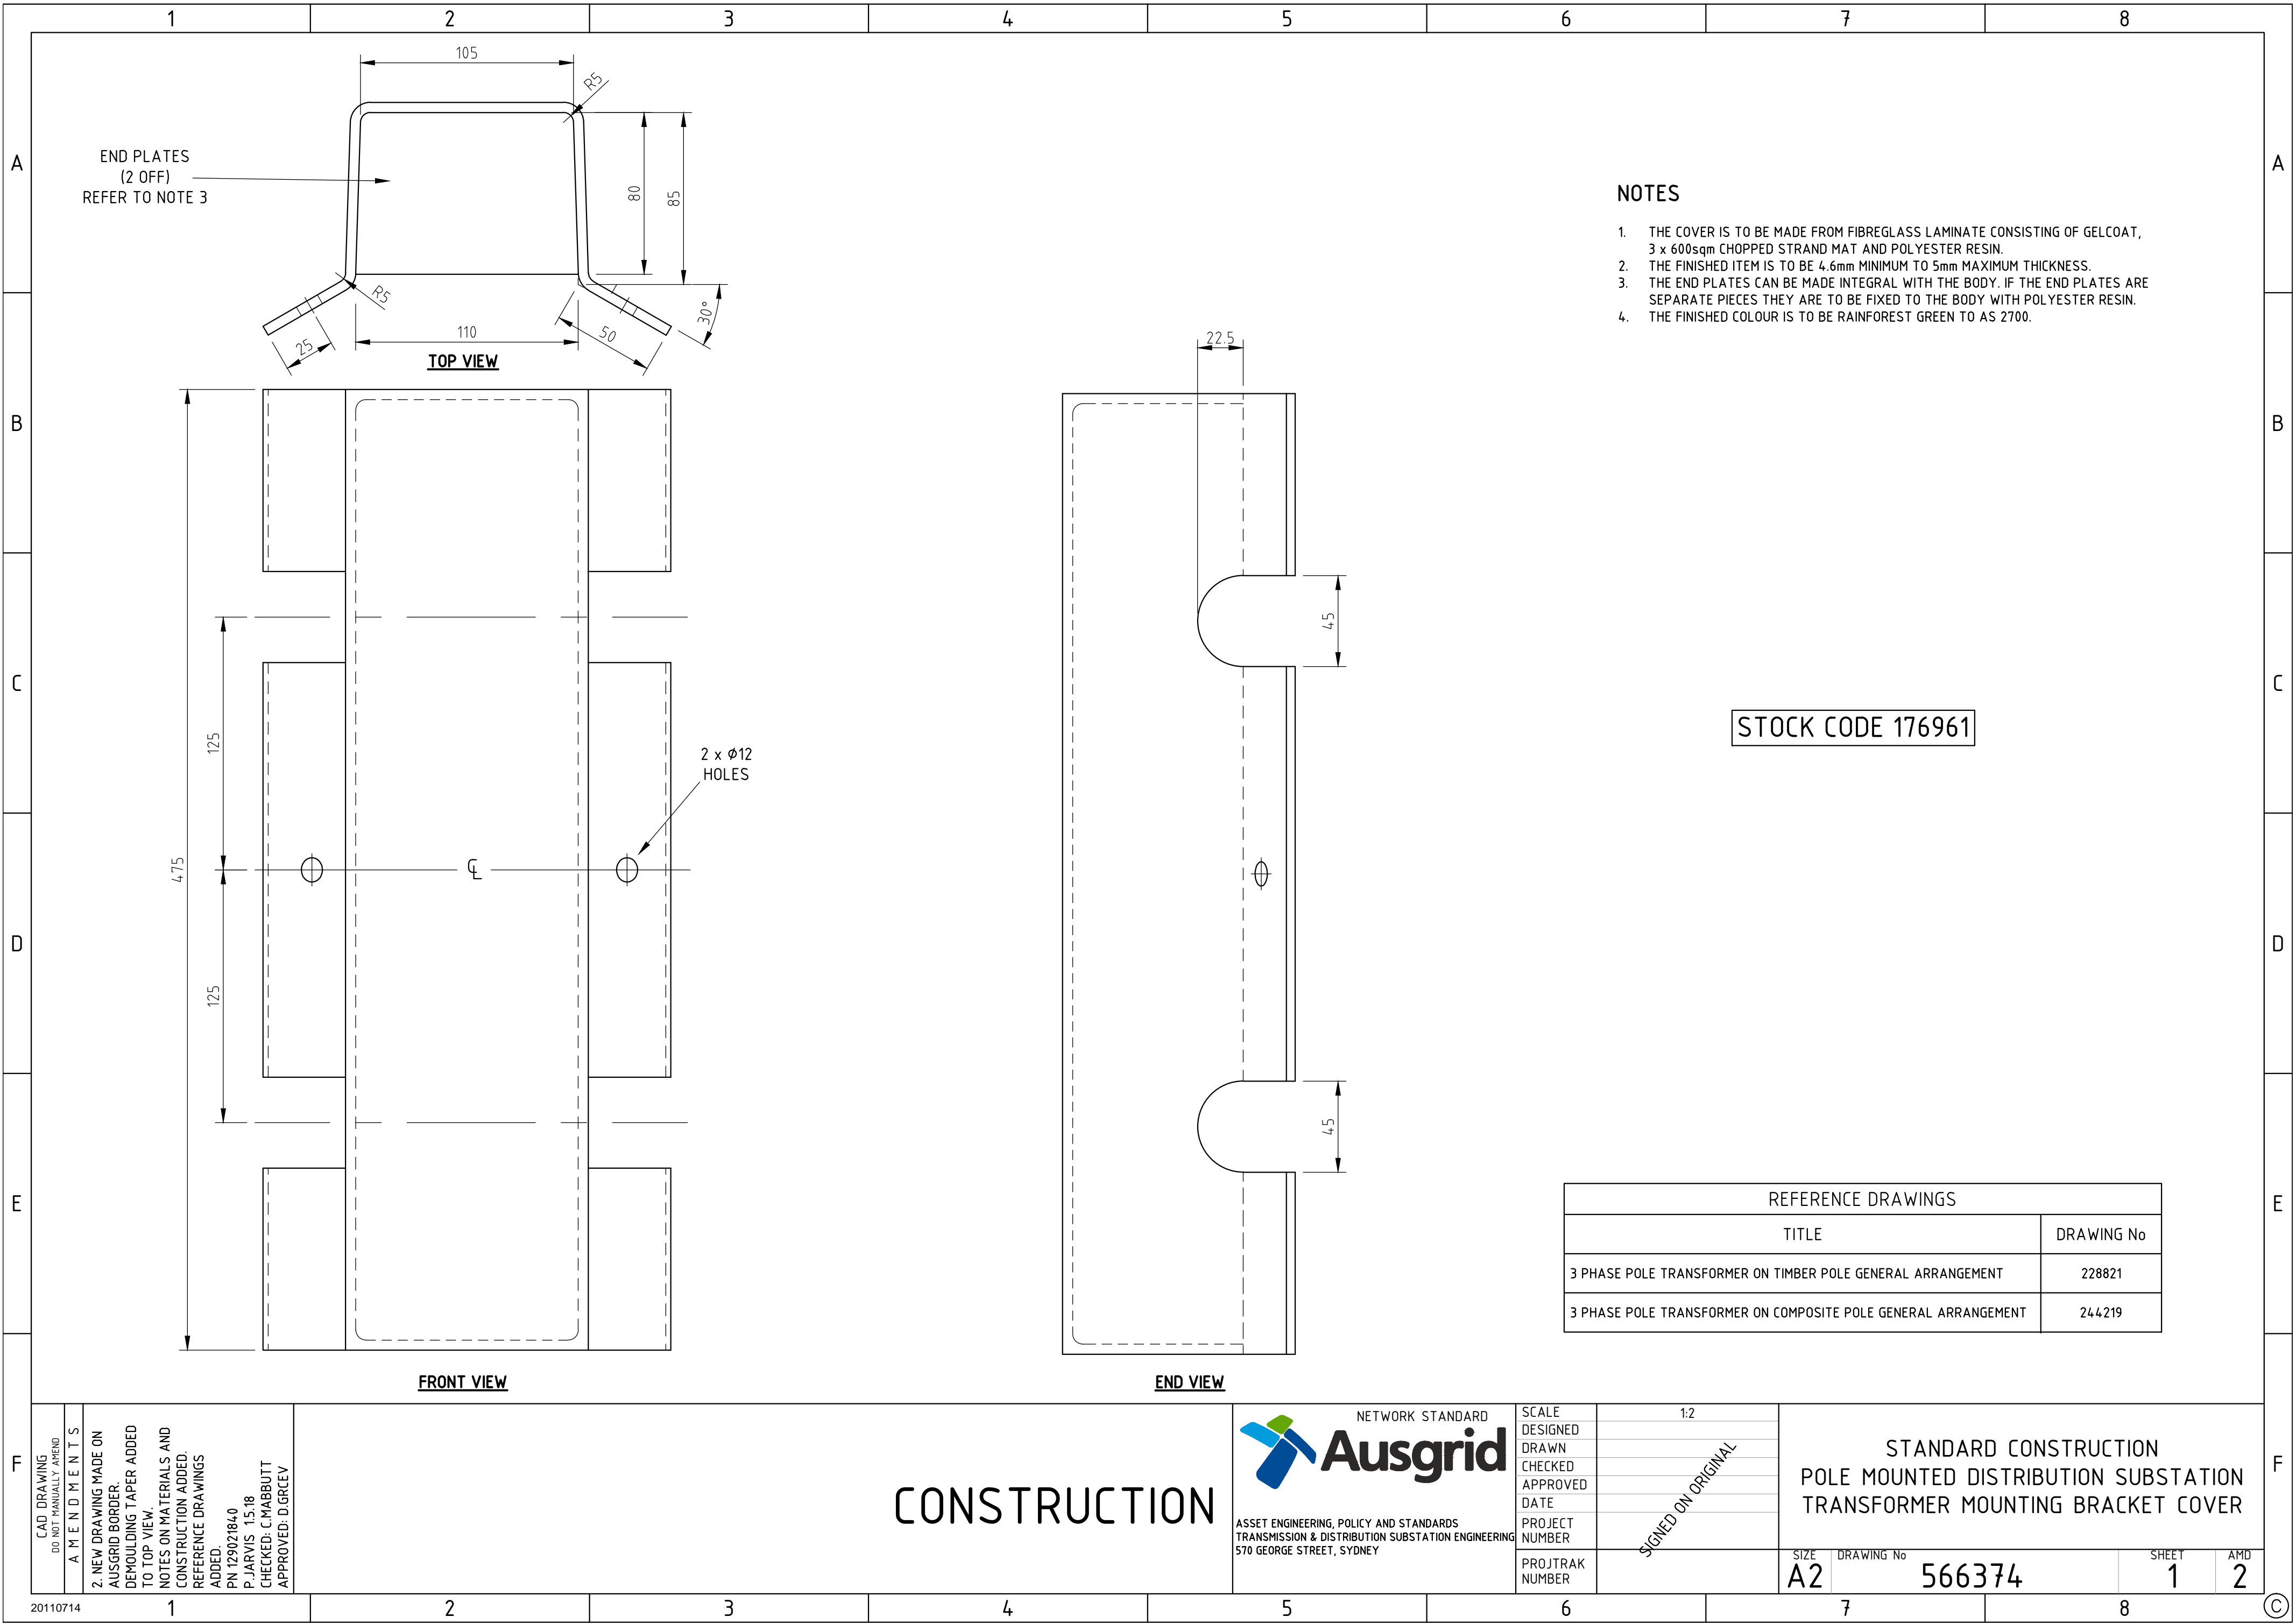 1 2 3 4 5 6 7 8
A
B
C
D
E
F
A
B
C
D
E
F
105
R5
END PLATES
(2 OFF)
REFER TO NOTE 3
80
85
R5
30°
25
110
50
TOP VIEW
475
125
125
℄
2 x Ø12
HOLES
FRONT VIEW
22.5
45
45
END VIEW
NOTES
1. THE COVER IS TO BE MADE FROM FIBREGLASS LAMINATE CONSISTING OF GELCOAT,
3 x 600sqm CHOPPED STRAND MAT AND POLYESTER RESIN.
2. THE FINISHED ITEM IS TO BE 4.6mm MINIMUM TO 5mm MAXIMUM THICKNESS.
3. THE END PLATES CAN BE MADE INTEGRAL WITH THE BODY. IF THE END PLATES ARE
SEPARATE PIECES THEY ARE TO BE FIXED TO THE BODY WITH POLYESTER RESIN.
4. THE FINISHED COLOUR IS TO BE RAINFOREST GREEN TO AS 2700.
STOCK CODE 176961
REFERENCE DRAWINGS
TITLE DRAWING No
3 PHASE POLE TRANSFORMER ON TIMBER POLE GENERAL ARRANGEMENT 228821
3 PHASE POLE TRANSFORMER ON COMPOSITE POLE GENERAL ARRANGEMENT 244219
CAD DRAWING
DO NOT MANUALLY AMEND
AMENDMENTS
2. NEW DRAWING MADE ON
AUSGRID BORDER.
DEMOULDING TAPER ADDED
TO TOP VIEW.
NOTES ON MATERIALS AND
CONSTRUCTION ADDED.
REFERENCE DRAWINGS
ADDED.
PN 129021840
P.JARVIS 1.5.18
CHECKED: C.MABBUTT
APPROVED: D.GRCEV
CONSTRUCTION
NETWORK STANDARD
Ausgrid
ASSET ENGINEERING, POLICY AND STANDARDS
TRANSMISSION & DISTRIBUTION SUBSTATION ENGINEERING
570 GEORGE STREET, SYDNEY
SCALE 1:2
DESIGNED
DRAWN
CHECKED
APPROVED
DATE
PROJECT
NUMBER
PROJTRAK
NUMBER
SIGNED ON ORIGINAL
STANDARD CONSTRUCTION
POLE MOUNTED DISTRIBUTION SUBSTATION
TRANSFORMER MOUNTING BRACKET COVER
SIZE DRAWING No SHEET AMD
A2 566374 1 2
20110714
1 2 3 4 5 6 7 8
©